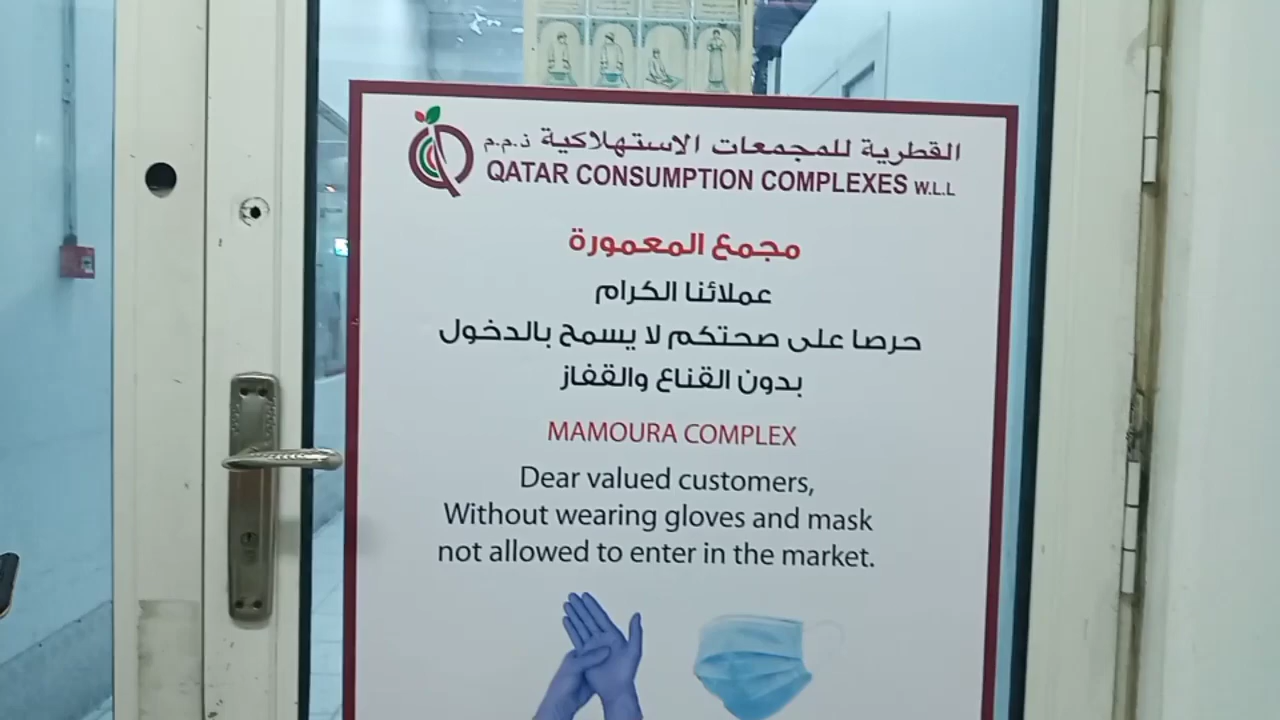 القطرية للمجمعات الاستهلاكية ذ.م.م
QATAR CONSUMPTION COMPLEXES W.L.L
مجمع المعمورة
عملائنا الكرام
حرصا على صحتكم لا يسمح بالدخول
بدون القناع والقفاز
MAMOURA COMPLEX
Dear valued customers,
Without wearing gloves and mask
not allowed to enter in the market.